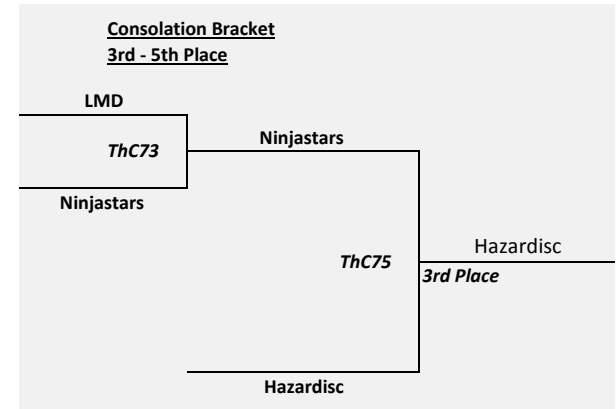 Consolation Bracket
3rd - 5th Place
LMD
ThC73
Ninjastars
Ninjastars
ThC75
Hazardisc
3rd Place
Hazardisc